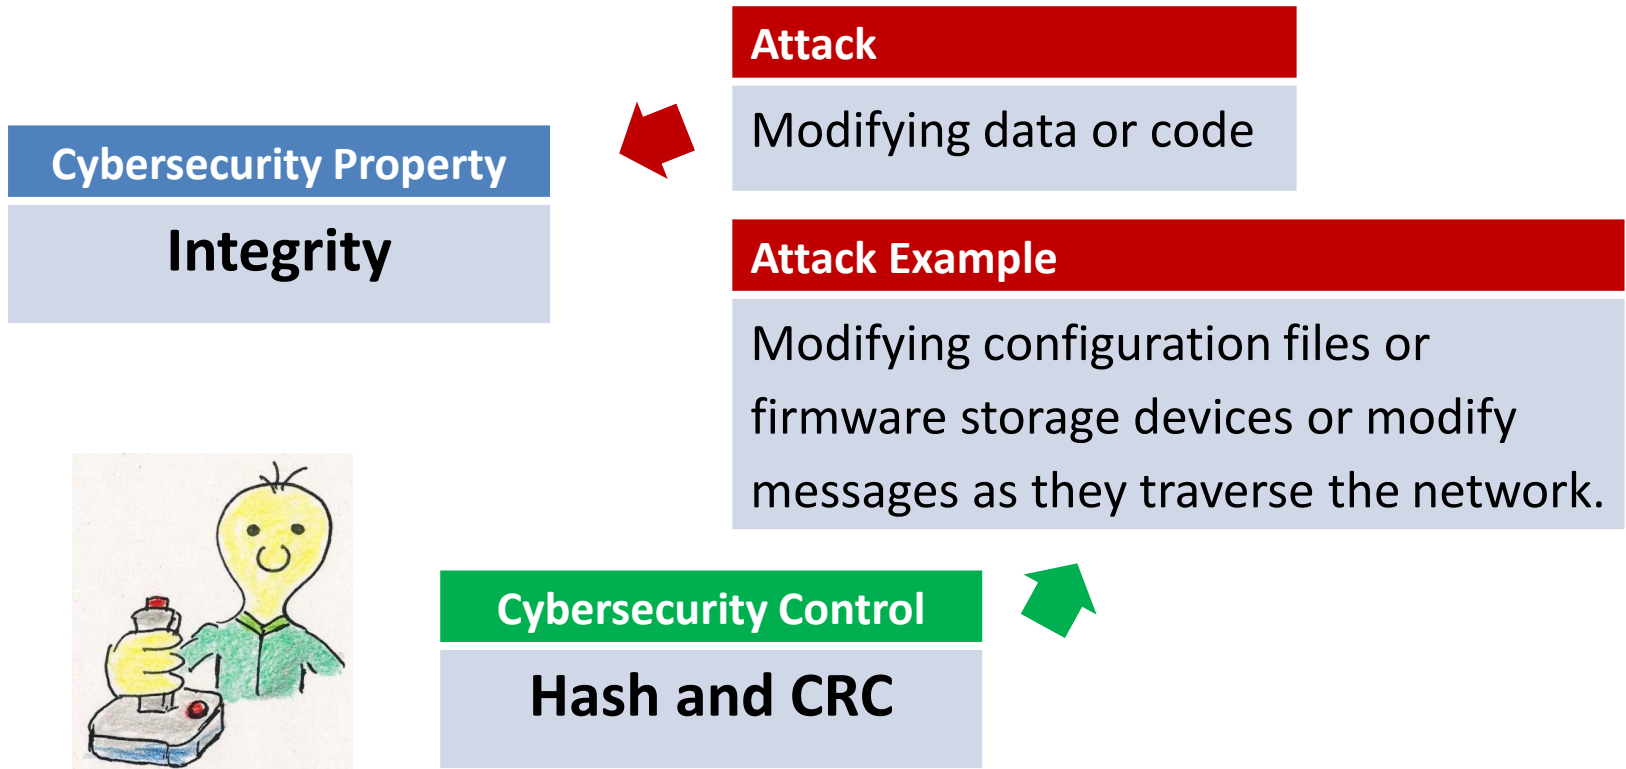 Attack
Modifying data or code
Cybersecurity Property
Integrity
Attack Example
Modifying configuration files or
firmware storage devices or modify
messages as they traverse the network.
Cybersecurity Control
Hash and CRC